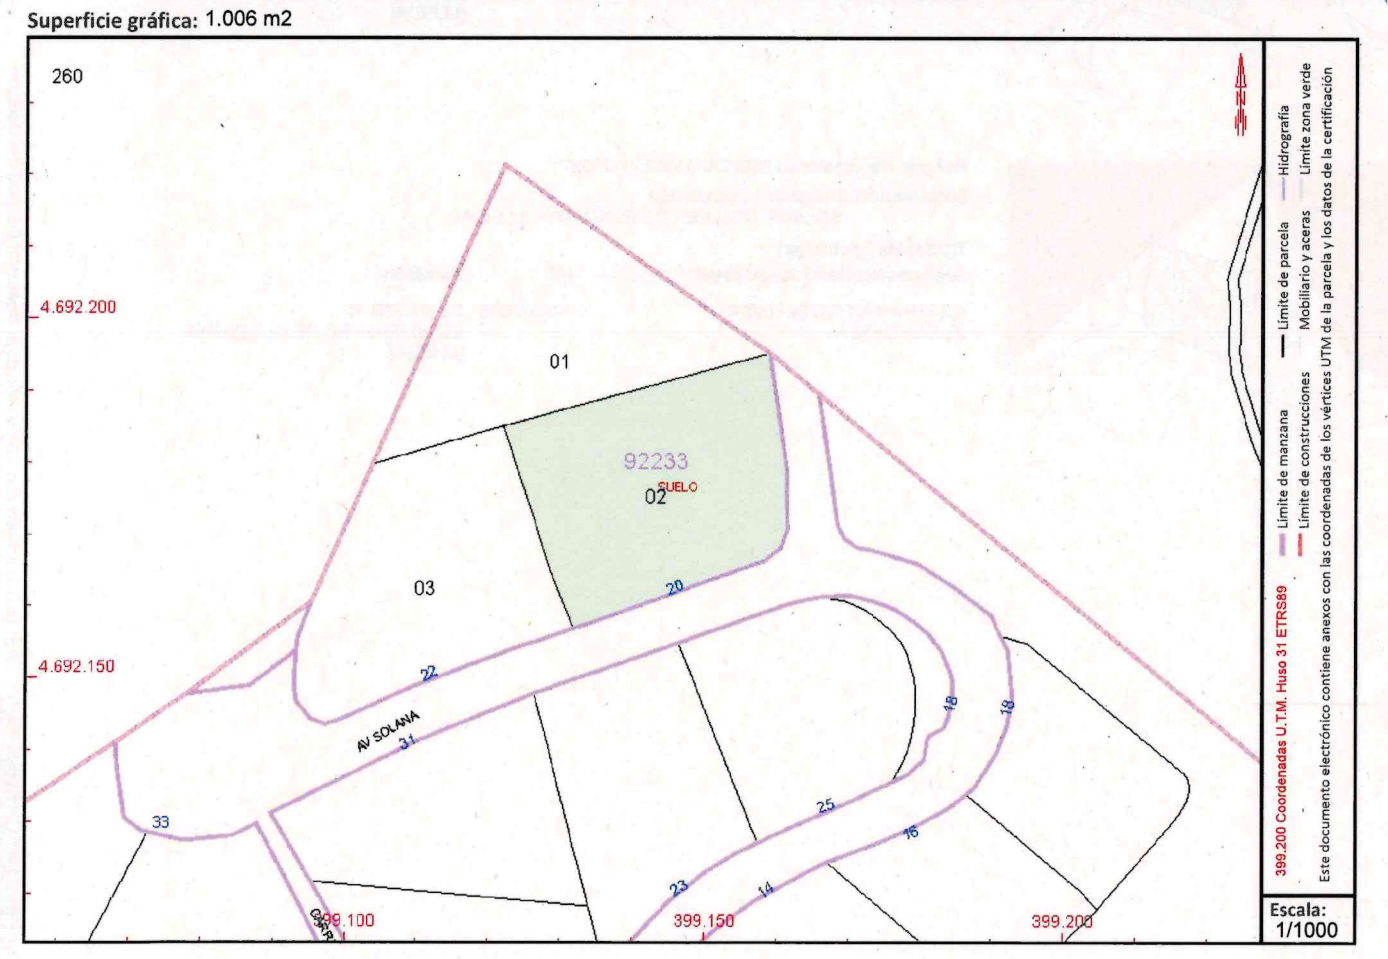 Superficie gráfica: 1.006 m2
260
4.692.200
01
92233
SUELO
02
03
20
4.692.150
22
AV SOLANA
31
18
18
33
25
16
23
14
399.150
399.200
Límite de manzana
Límite de parcela
Hidrografía
Límite de construcciones
Mobiliario y aceras
Límite zona verde
399.200 Coordenadas U.T.M. Huso 31 ETRS89
Este documento electrónico contiene anexos con las coordenadas de los vértices UTM de la parcela y los datos de la certificación
Escala:
1/1000